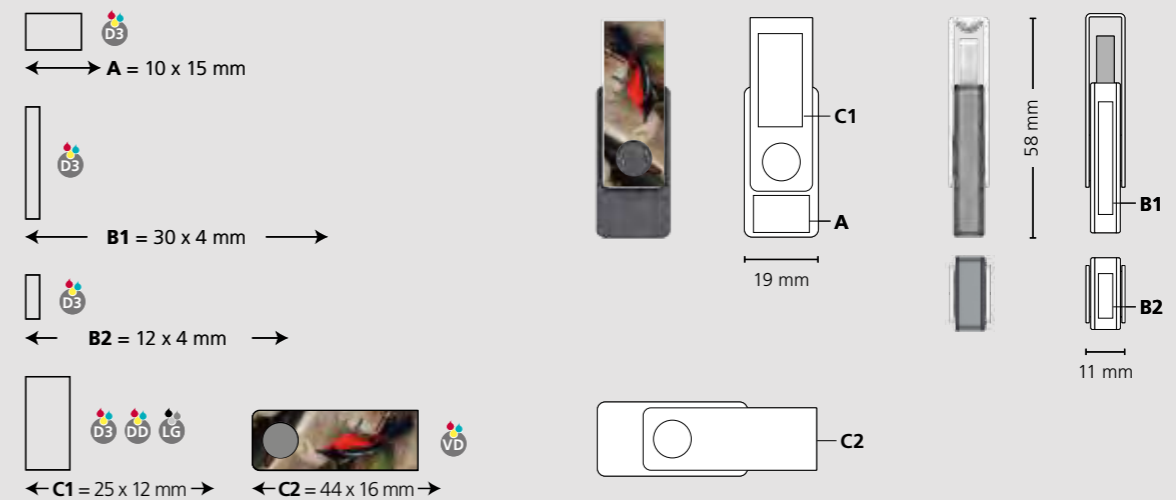 D3
A = 10 x 15 mm
D3
B1 = 30 x 4 mm
D3
B2 = 12 x 4 mm
D3 DD LG
C1 = 25 x 12 mm
VD
C2 = 44 x 16 mm
C1
A
19 mm
58 mm
B1
B2
11 mm
C2